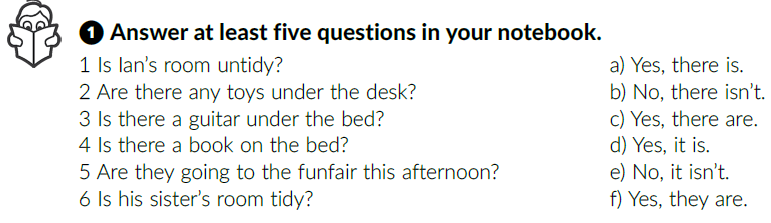 1 Answer at least five questions in your notebook.
1 Is Ian's room untidy? a) Yes, there is.
2 Are there any toys under the desk? b) No, there isn't.
3 Is there a guitar under the bed? c) Yes, there are.
4 Is there a book on the bed? d) Yes, it is.
5 Are they going to the funfair this afternoon? e) No, it isn't.
6 Is his sister's room tidy? f) Yes, they are.